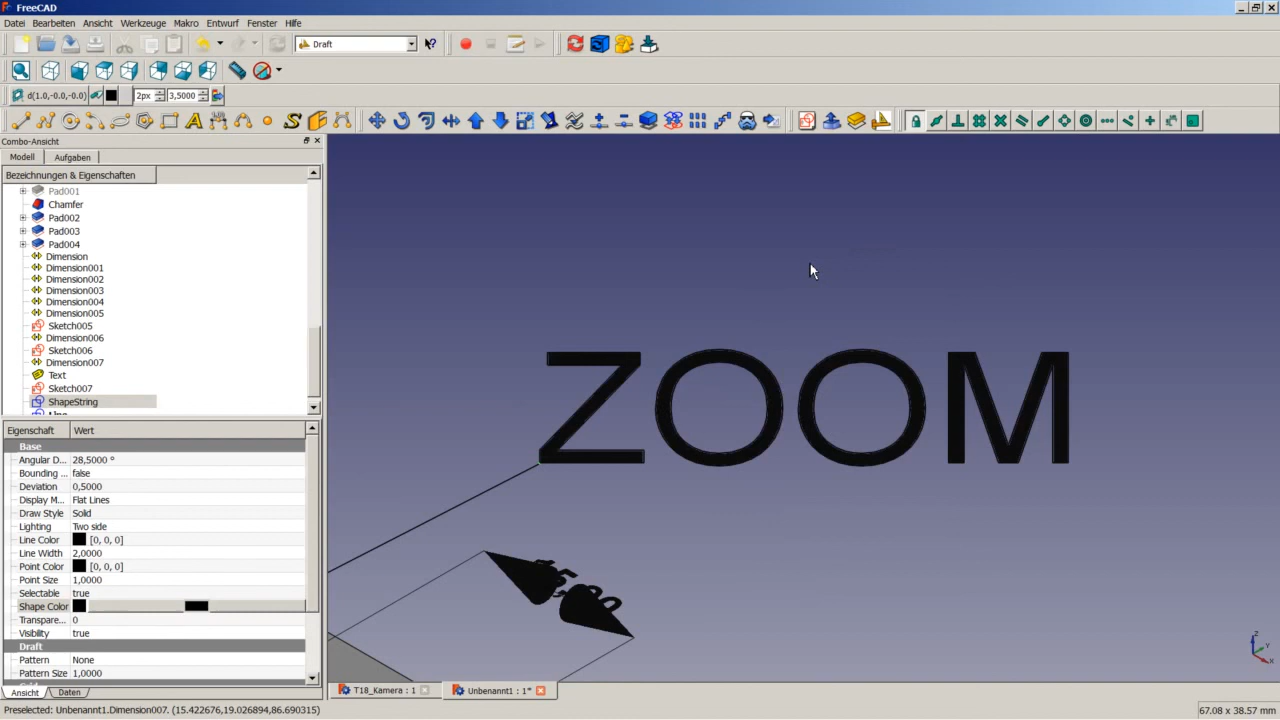 FreeCAD
Datei Bearbeiten Ansicht Werkzeuge Makro Entwurf Fenster Hilfe
Draft
d(1.0,-0.0,-0.0) 2px 3,5000
Combo-Ansicht
Modell Aufgaben
Bezeichnungen & Eigenschaften
Pad001
Chamfer
Pad002
Pad003
Pad004
Dimension
Dimension001
Dimension002
Dimension003
Dimension004
Dimension005
Sketch005
Dimension006
Sketch006
Dimension007
Text
Sketch007
ShapeString
Eigenschaft Wert
Base
Angular D... 28,5000 °
Bounding ... false
Deviation 0,5000
Display M... Flat Lines
Draw Style Solid
Lighting Two side
Line Color [0, 0, 0]
Line Width 2,0000
Point Color [0, 0, 0]
Point Size 1,0000
Selectable true
Shape Color
Transpare... 0
Visibility true
Draft
Pattern None
Pattern Size 1,0000
Ansicht Daten
ZOOM
Z
Y
X
T18_Kamera : 1 Unbenannt1 : 1*
Preselected: Unbenannt1.Dimension007. (15.422676,19.026894,86.690315) 67.08 x 38.57 mm